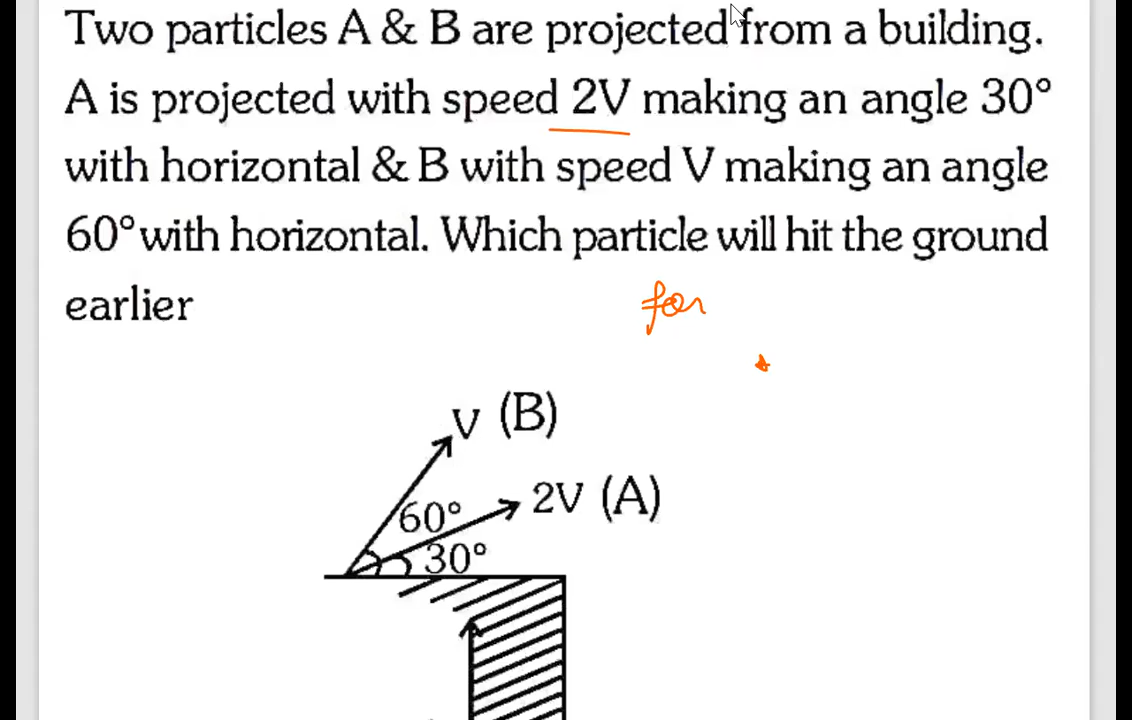 Two particles A & B are projected from a building.
A is projected with speed 2V making an angle 30°
with horizontal & B with speed V making an angle
60° with horizontal. Which particle will hit the ground
earlier
for
V (B)
2V (A)
60°
30°